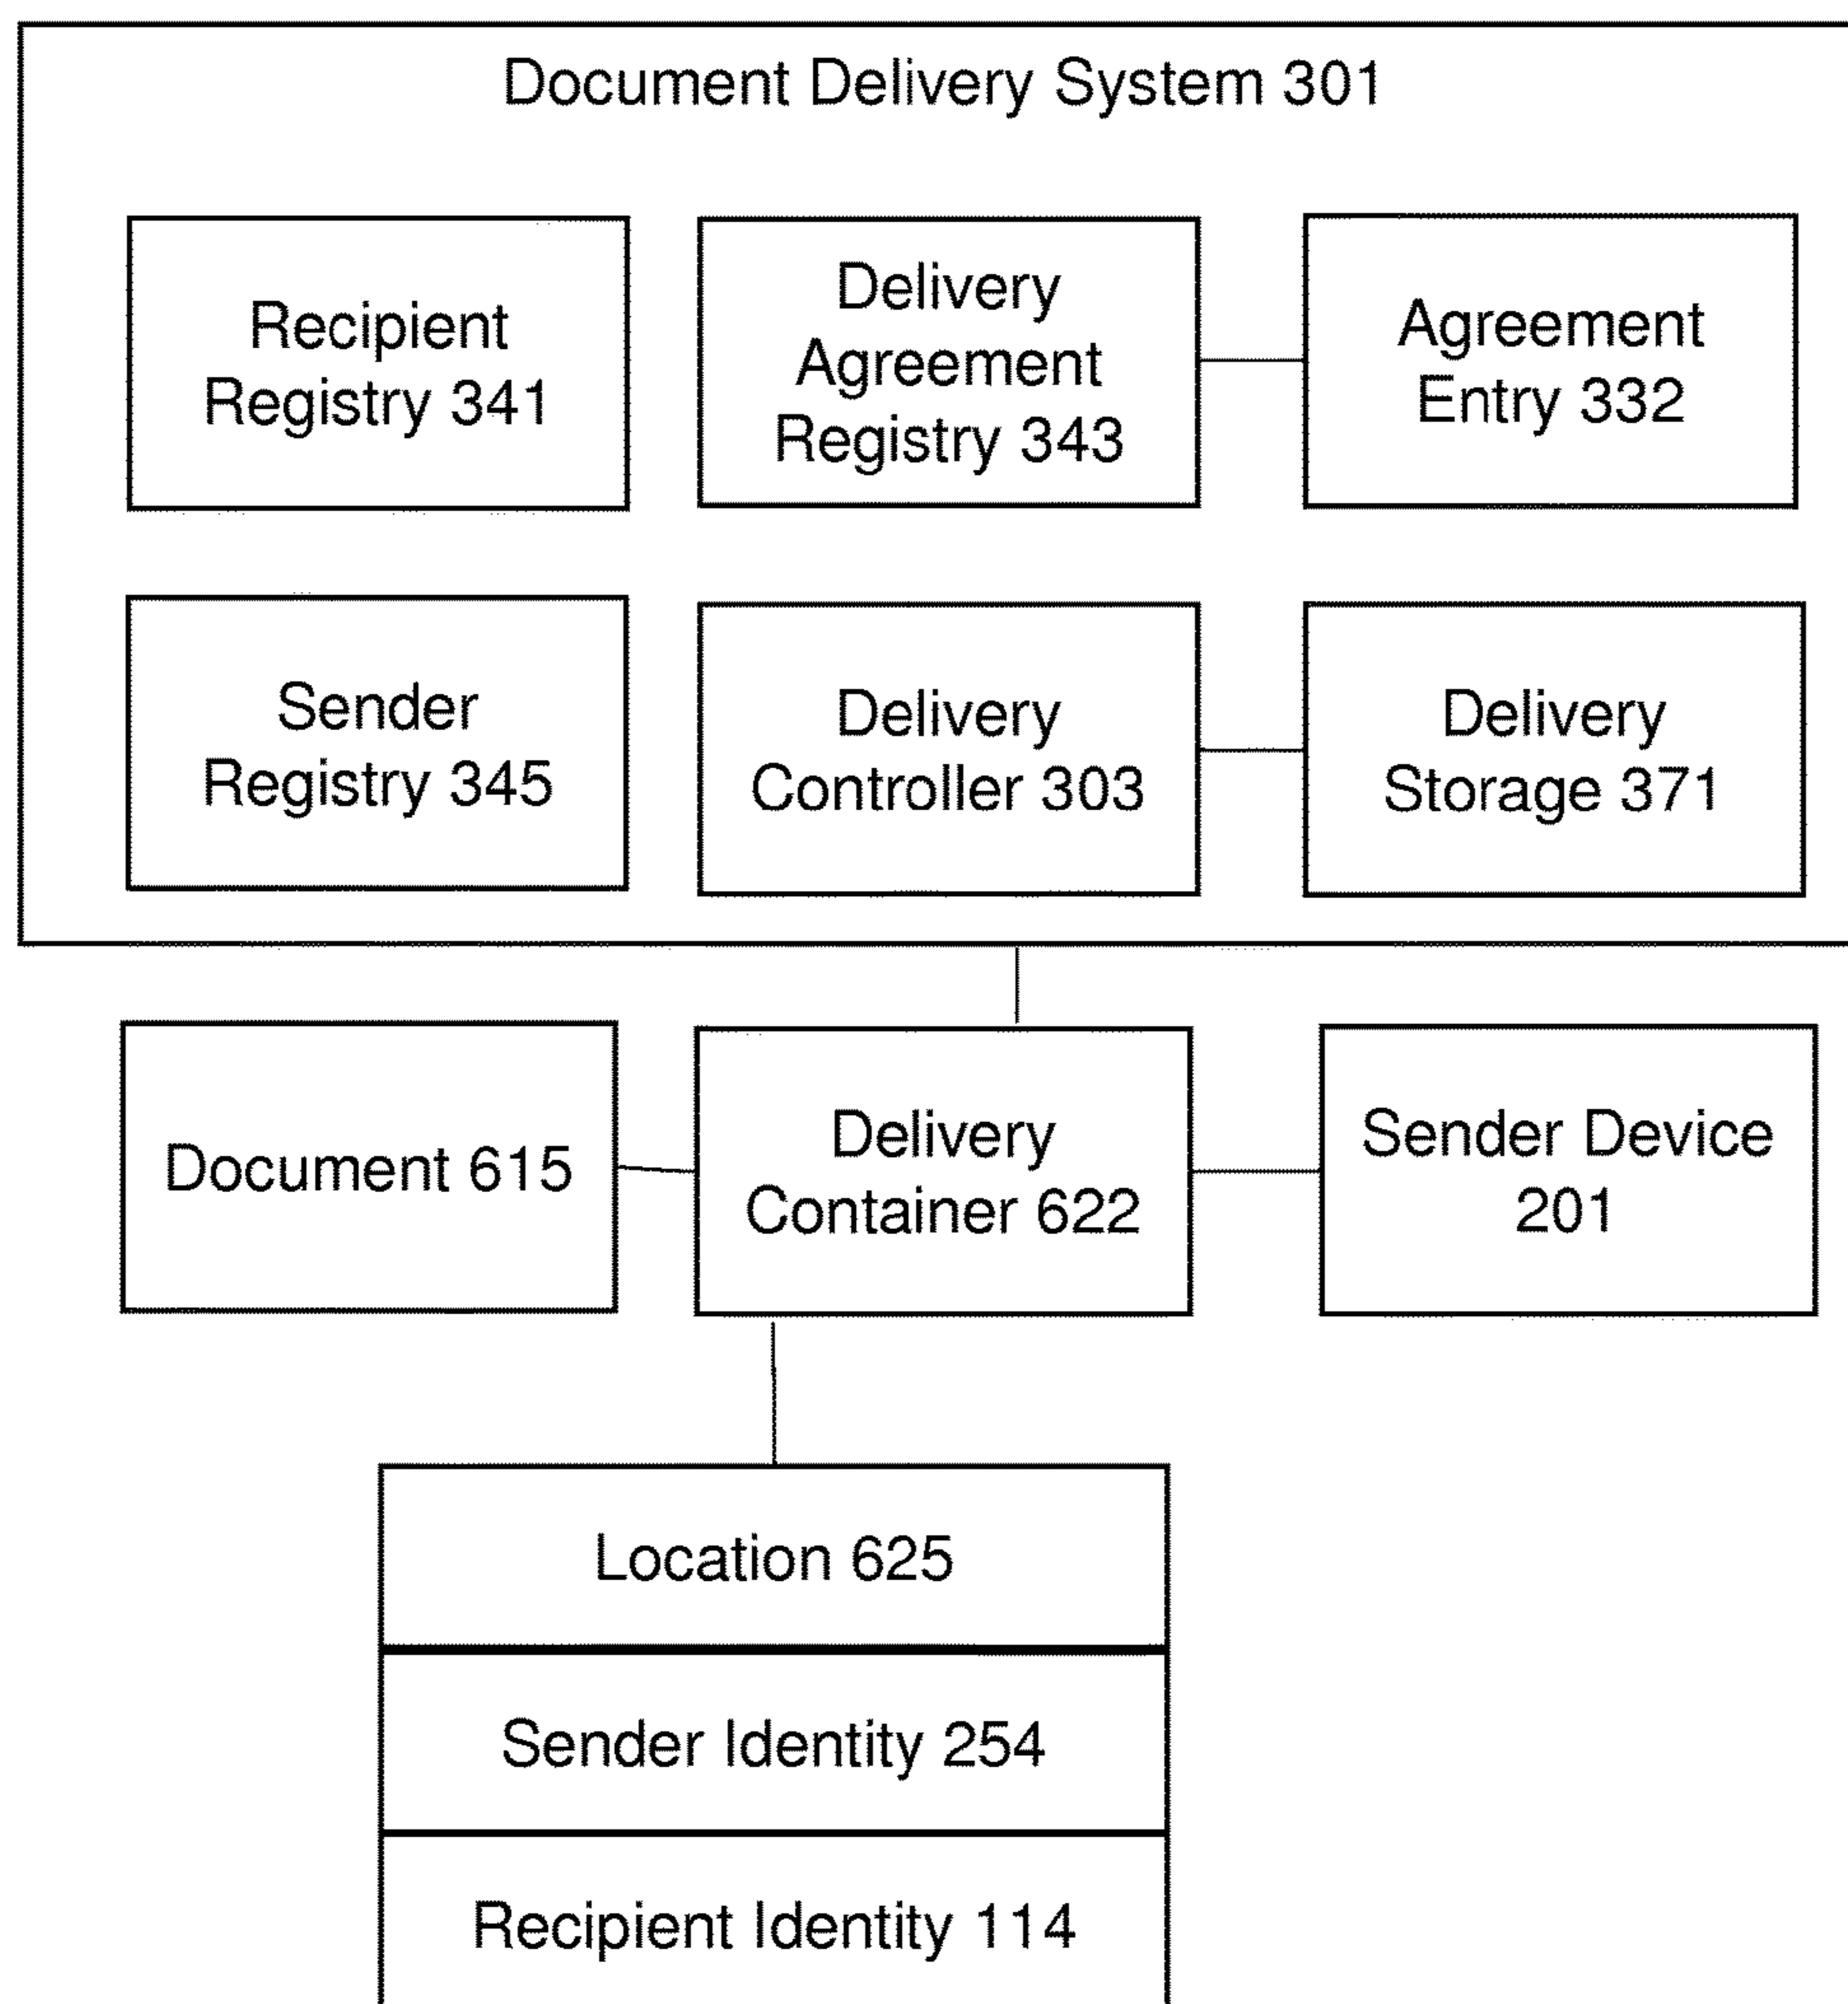 Document Delivery System 301
Recipient
Registry 341
Delivery
Agreement
Registry 343
Agreement
Entry 332
Sender
Registry 345
Delivery
Controller 303
Delivery
Storage 371
Document 615
Delivery
Container 622
Sender Device
201
Location 625
Sender Identity 254
Recipient Identity 114